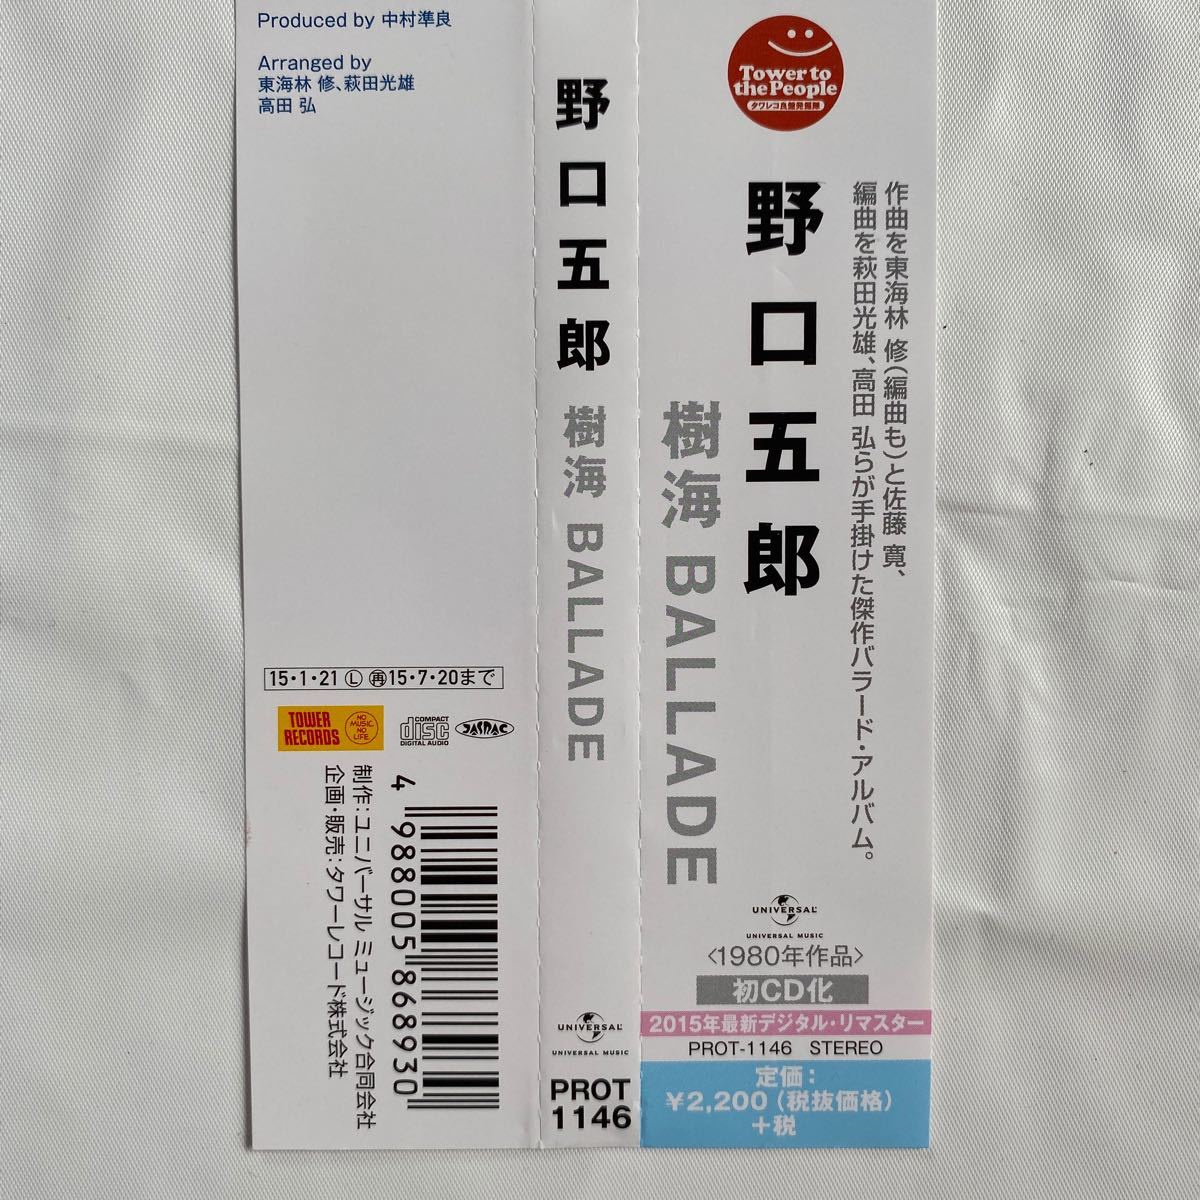 Produced by 中村準良
Arranged by
東海林 修、萩田光雄
高田 弘
15・1・21 Ⓛ 再15・7・20まで
TOWER
RECORDS
NO
MUSIC,
NO
LIFE.
COMPACT
disc
DIGITAL AUDIO
JASRAC
制作：ユニバーサル ミュージック合同会社
企画・販売：タワーレコード株式会社
4 988005 868930
野口五郎
樹海 BALLADE
UNIVERSAL
UNIVERSAL MUSIC
PROT
1146
Tower to
the People
タワレコ良盤発掘隊
作曲を東海林 修(編曲も)と佐藤 寛、
編曲を萩田光雄、高田 弘らが手掛けた傑作バラード・アルバム。
野口五郎
樹海 BALLADE
UNIVERSAL
UNIVERSAL MUSIC
〈1980年作品〉
初CD化
2015年最新デジタル・リマスター
PROT-1146 STEREO
定価：
¥2,200（税抜価格）
＋税